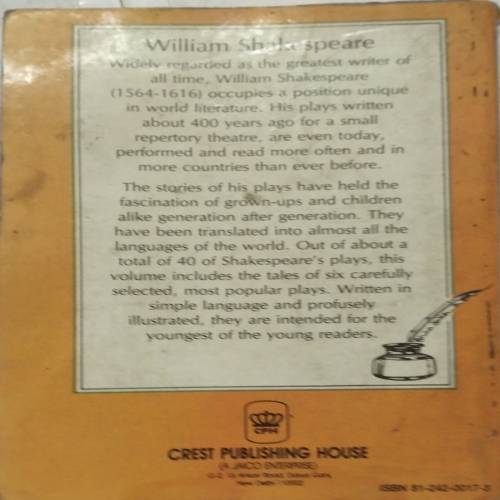 William Shakespeare
Widely regarded as the greatest writer of
all time, William Shakespeare
(1564-1616) occupies a position unique
in world literature. His plays written
about 400 years ago for a small
repertory theatre, are even today,
performed and read more often and in
more countries than ever before.
The stories of his plays have held the
fascination of grown-ups and children
alike generation after generation. They
have been translated into almost all the
languages of the world. Out of about a
total of 40 of Shakespeare's plays, this
volume includes the tales of six carefully
selected, most popular plays. Written in
simple language and profusely
illustrated, they are intended for the
youngest of the young readers.
CPH
CREST PUBLISHING HOUSE
(A JAICO ENTERPRISE)
New Delhi
ISBN 81-242-0017-